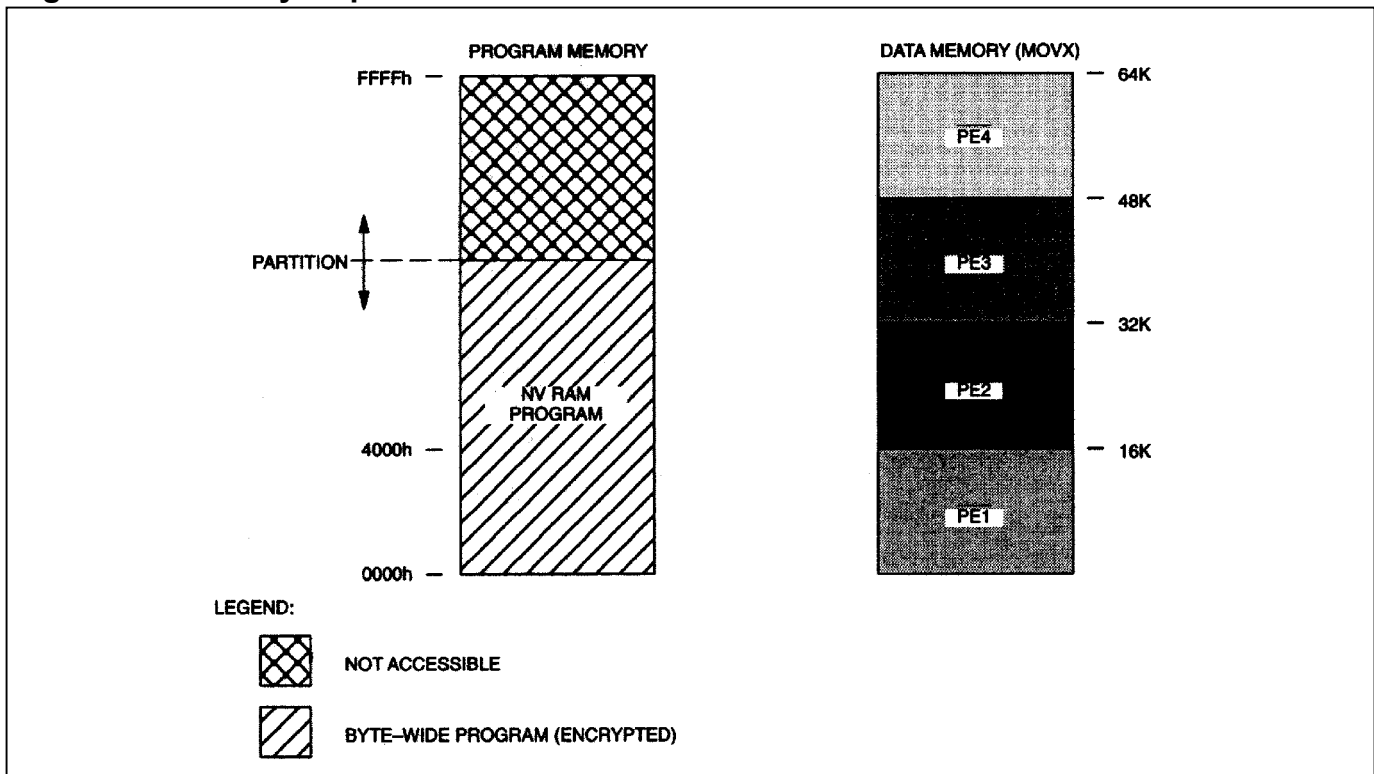 PROGRAM MEMORY
FFFFh
PARTITION
NV RAM
PROGRAM
4000h
0000h
DATA MEMORY (MOVX)
64K
PE4
48K
PE3
32K
PE2
16K
PE1
LEGEND:
NOT ACCESSIBLE
BYTE–WIDE PROGRAM (ENCRYPTED)